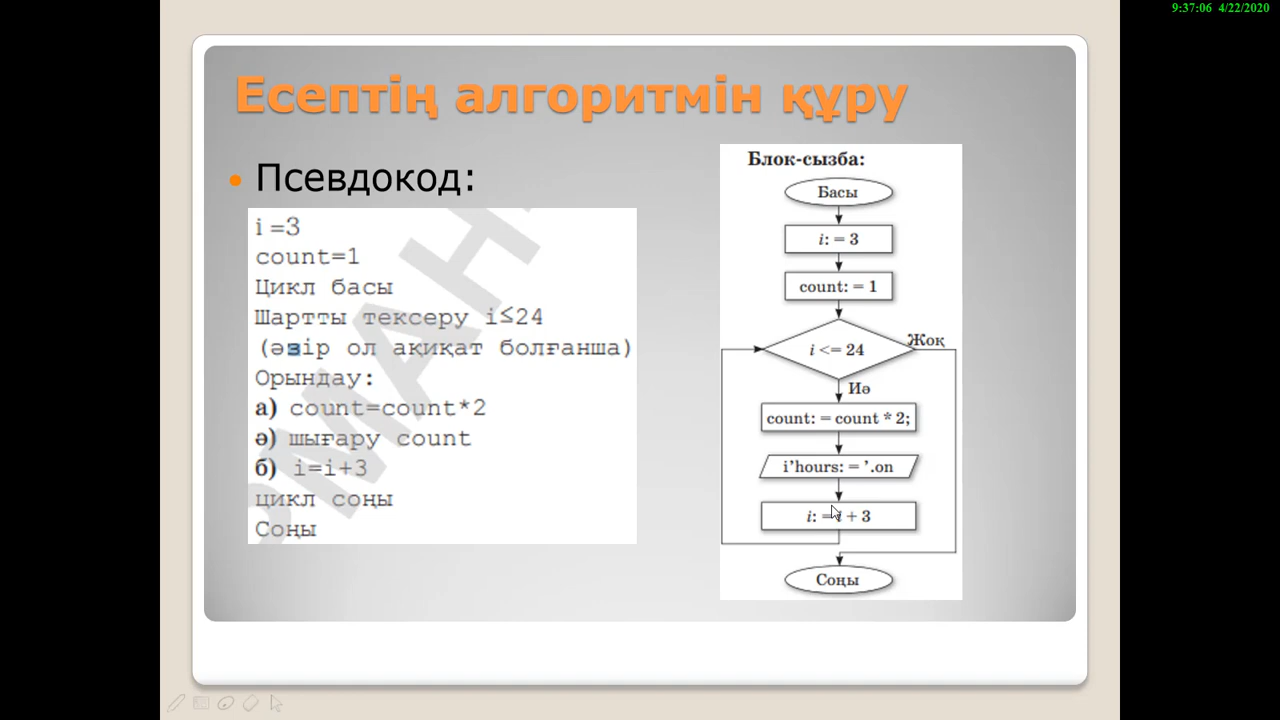 9:37:06 4/22/2020
Есептің алгоритмін құру
• Псевдокод:
i =3
count=1
Цикл басы
Шартты тексеру i≤24
(әзір ол ақиқат болғанша)
Орындау:
а) count=count*2
ә) шығару count
б) i=i+3
цикл соңы
Соңы
Блок-сызба:
Басы
i: = 3
count: = 1
i <= 24
Жоқ
Иә
count: = count * 2;
i’hours: = ’.on
i: = i + 3
Соңы